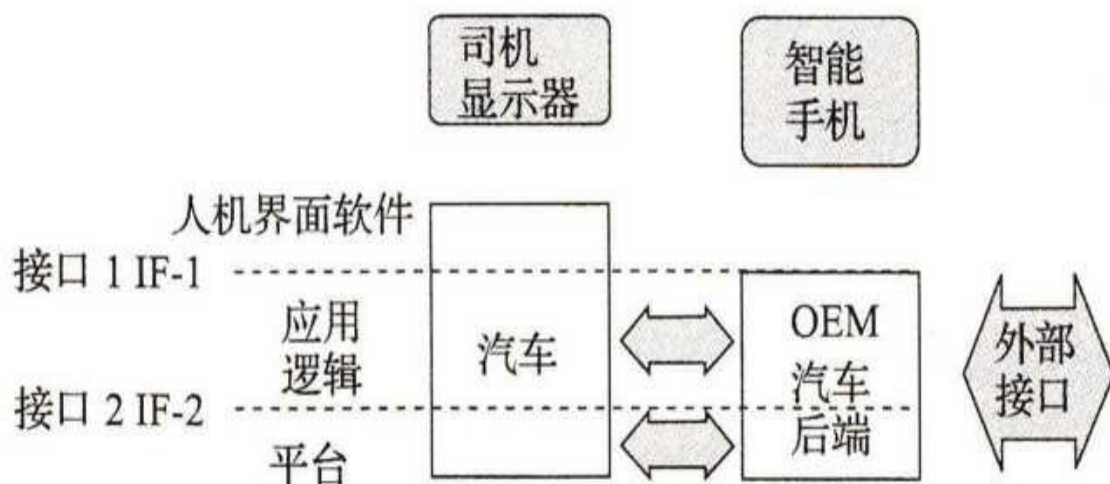 司机
显示器
智能
手机
人机界面软件
接口 1 IF-1
应用
逻辑
汽车
OEM
汽车
后端
外部
接口
接口 2 IF-2
平台